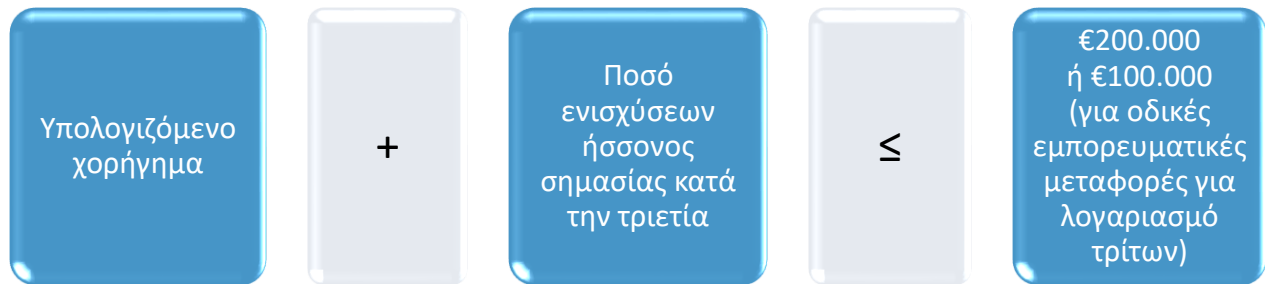 Υπολογιζόμενο
χορήγημα
+
Ποσό
ενισχύσεων
ήσσονος
σημασίας κατά
την τριετία
≤
€200.000
ή €100.000
(για οδικές
εμπορευματικές
μεταφορές για
λογαριασμό
τρίτων)